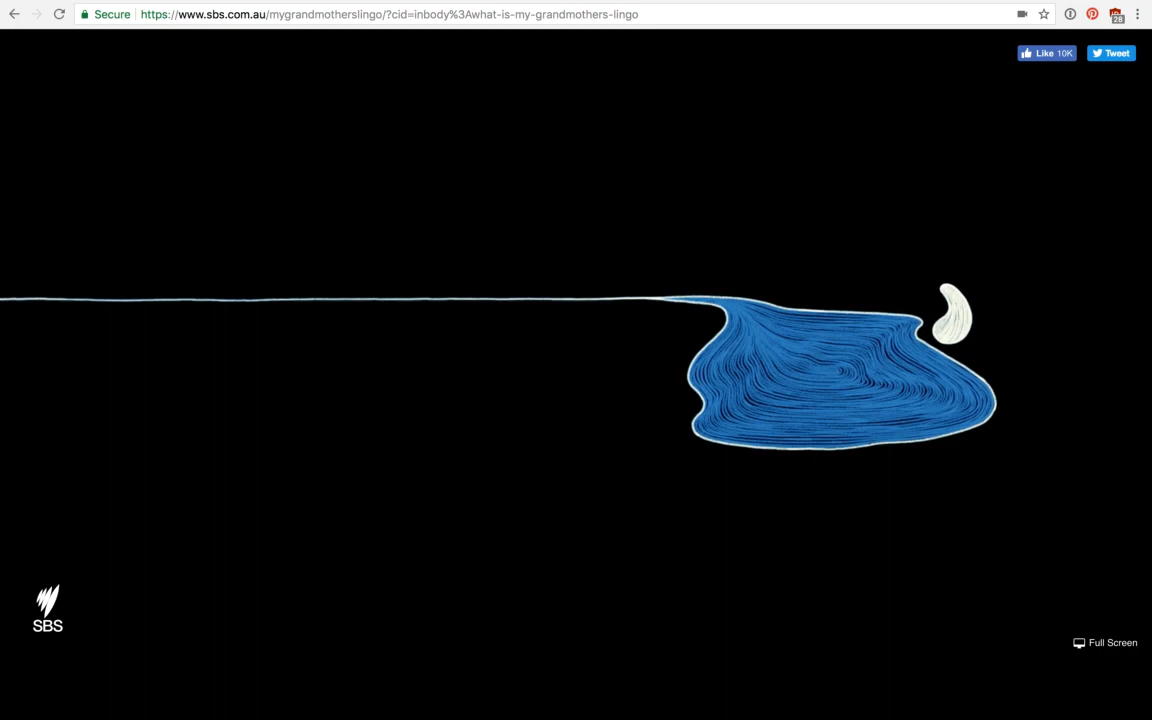 Secure https://www.sbs.com.au/mygrandmotherslingo/?cid=inbody%3Awhat-is-my-grandmothers-lingo
28
Like 10K Tweet
SBS
Full Screen